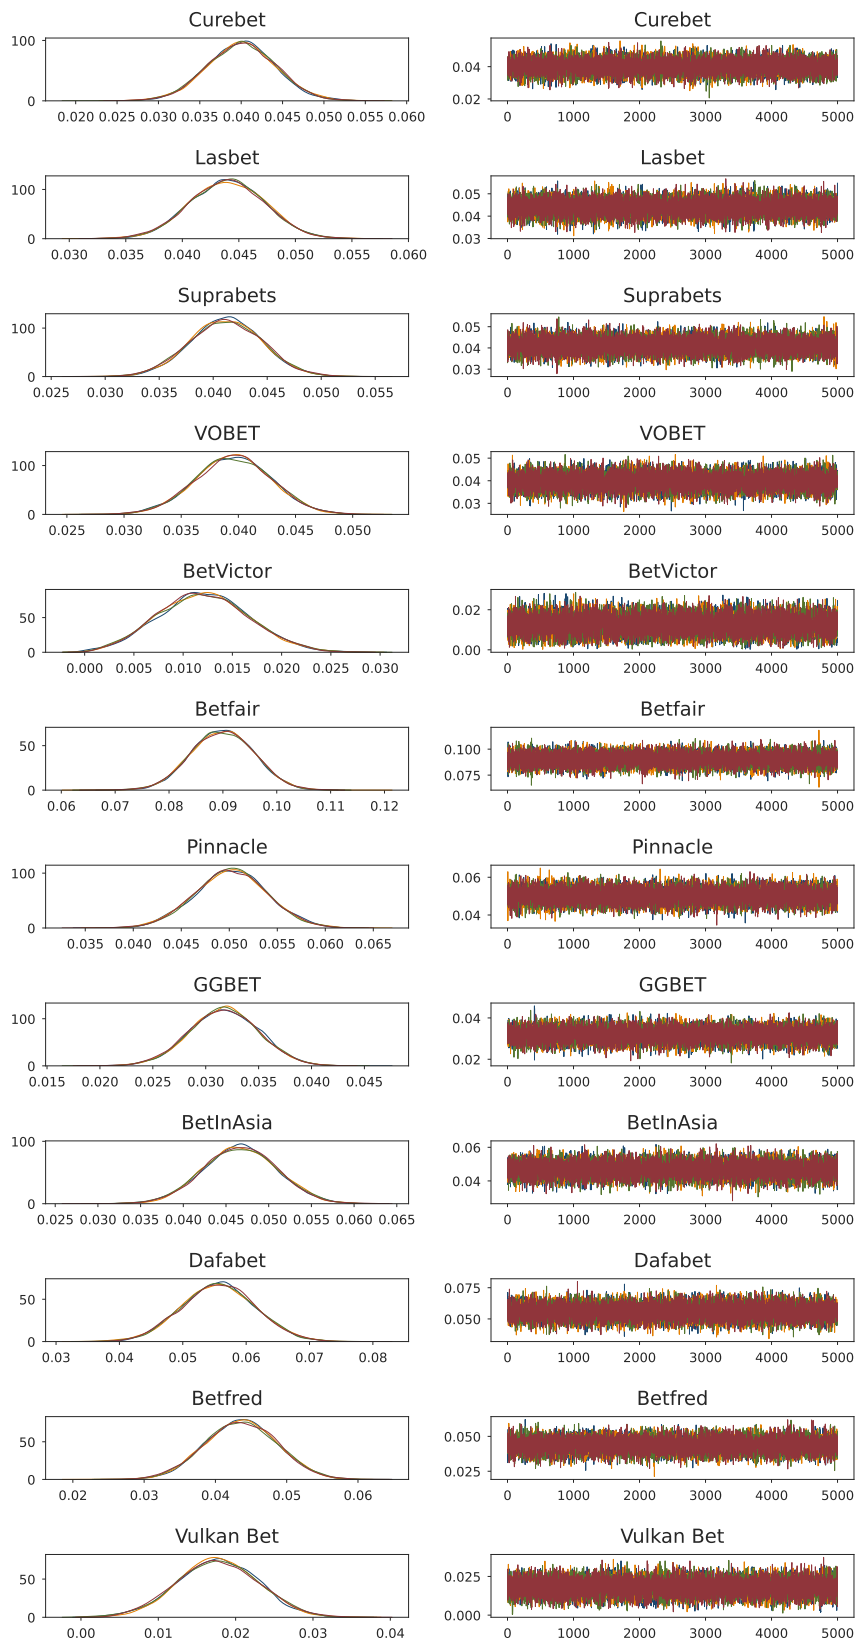 Curebet Curebet
100
0
0.020 0.025 0.030 0.035 0.040 0.045 0.050 0.055 0.060
0.04
0.02
0 1000 2000 3000 4000 5000
Lasbet Lasbet
100
0
0.030 0.035 0.040 0.045 0.050 0.055 0.060
0.05
0.04
0.03
0 1000 2000 3000 4000 5000
Suprabets Suprabets
100
0
0.025 0.030 0.035 0.040 0.045 0.050 0.055
0.05
0.04
0.03
0 1000 2000 3000 4000 5000
VOBET VOBET
100
0
0.025 0.030 0.035 0.040 0.045 0.050
0.05
0.04
0.03
0 1000 2000 3000 4000 5000
BetVictor BetVictor
50
0
0.000 0.005 0.010 0.015 0.020 0.025 0.030
0.02
0.00
0 1000 2000 3000 4000 5000
Betfair Betfair
50
0
0.06 0.07 0.08 0.09 0.10 0.11 0.12
0.100
0.075
0 1000 2000 3000 4000 5000
Pinnacle Pinnacle
100
0
0.035 0.040 0.045 0.050 0.055 0.060 0.065
0.06
0.04
0 1000 2000 3000 4000 5000
GGBET GGBET
100
0
0.015 0.020 0.025 0.030 0.035 0.040 0.045
0.04
0.02
0 1000 2000 3000 4000 5000
BetInAsia BetInAsia
100
0
0.025 0.030 0.035 0.040 0.045 0.050 0.055 0.060 0.065
0.06
0.04
0 1000 2000 3000 4000 5000
Dafabet Dafabet
50
0
0.03 0.04 0.05 0.06 0.07 0.08
0.075
0.050
0 1000 2000 3000 4000 5000
Betfred Betfred
50
0
0.02 0.03 0.04 0.05 0.06
0.050
0.025
0 1000 2000 3000 4000 5000
Vulkan Bet Vulkan Bet
50
0
0.00 0.01 0.02 0.03 0.04
0.025
0.000
0 1000 2000 3000 4000 5000